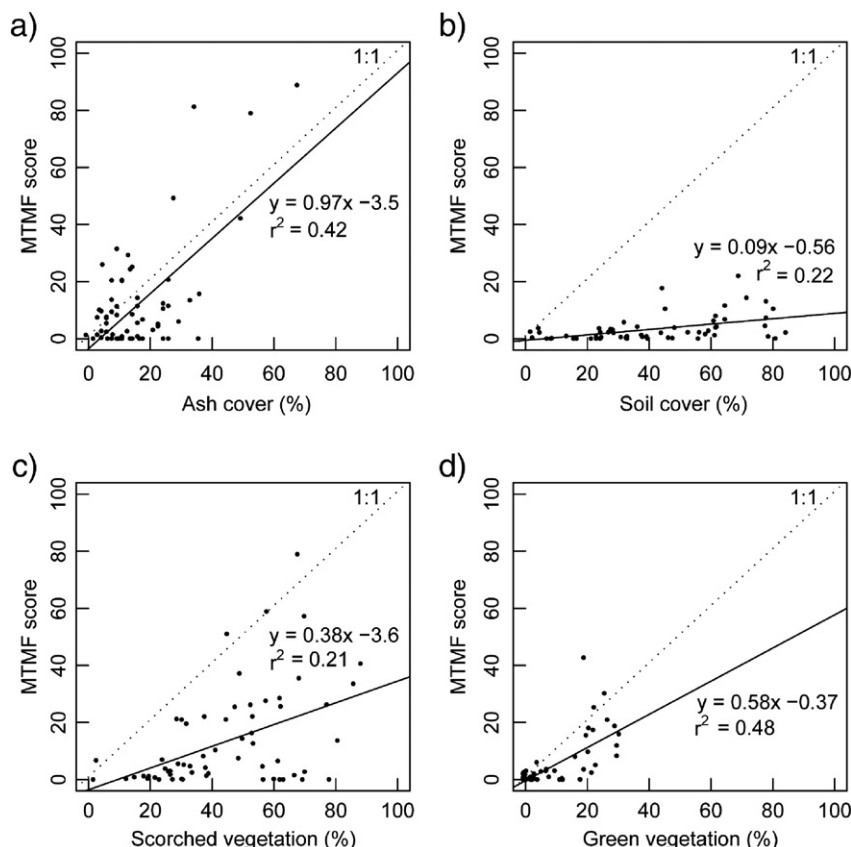 a)
1:1
100
80
60
40
20
0
MTMF score
y = 0.97x −3.5
r² = 0.42
0 20 40 60 80 100
Ash cover (%)
b)
1:1
100
80
60
40
20
0
MTMF score
y = 0.09x −0.56
r² = 0.22
0 20 40 60 80 100
Soil cover (%)
c)
1:1
100
80
60
40
20
0
MTMF score
y = 0.38x −3.6
r² = 0.21
0 20 40 60 80 100
Scorched vegetation (%)
d)
1:1
100
80
60
40
20
0
MTMF score
y = 0.58x −0.37
r² = 0.48
0 20 40 60 80 100
Green vegetation (%)